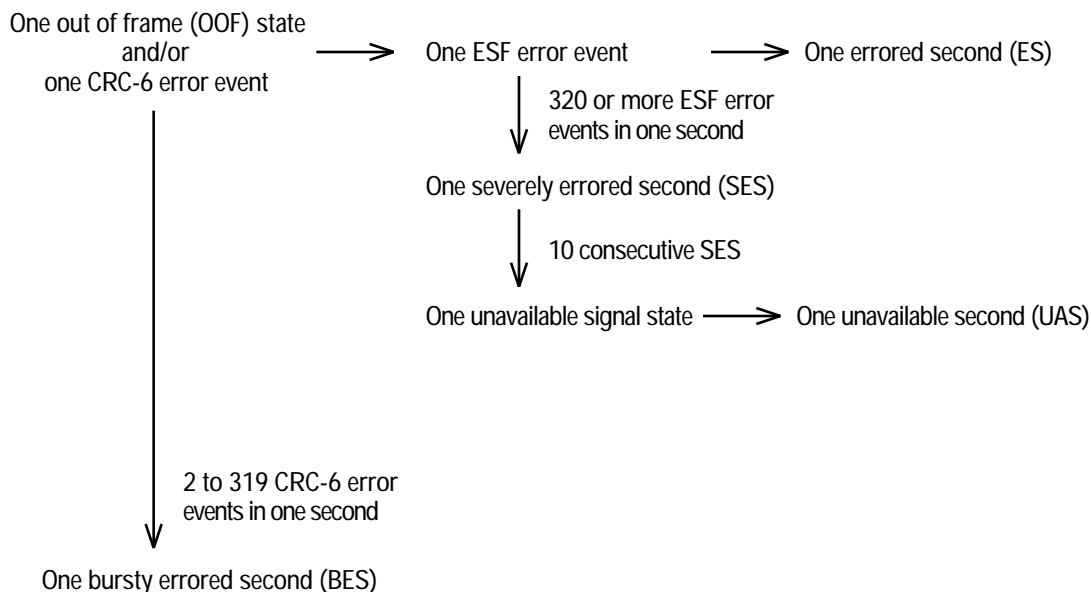 One out of frame (OOF) state
and/or
one CRC-6 error event
One ESF error event
One errored second (ES)
320 or more ESF error
events in one second
One severely errored second (SES)
10 consecutive SES
One unavailable signal state
One unavailable second (UAS)
2 to 319 CRC-6 error
events in one second
One bursty errored second (BES)